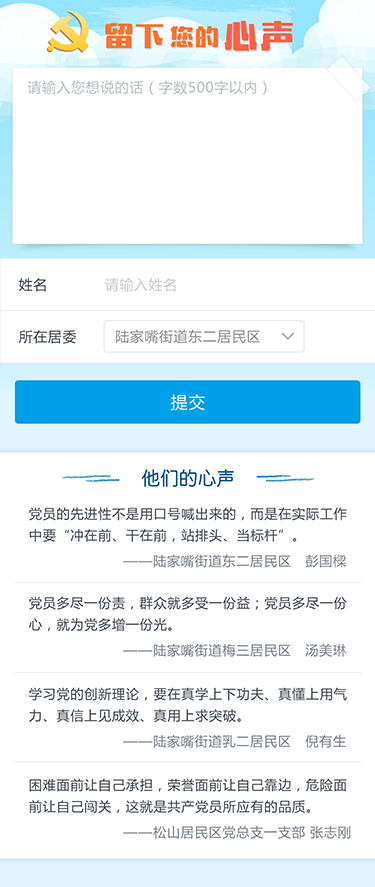 留下您的心声
请输入您想说的话（字数500字以内）
姓名 请输入姓名
所在居委 陆家嘴街道东二居民区
提交
他们的心声
党员的先进性不是用口号喊出来的，而是在实际工作
中要“冲在前、干在前，站排头、当标杆”。
——陆家嘴街道东二居民区 彭国樑
党员多尽一份责，群众就多受一份益；党员多尽一份
心，就为党多增一份光。
——陆家嘴街道梅三居民区 汤美琳
学习党的创新理论，要在真学上下功夫、真懂上用气
力、真信上见成效、真用上求突破。
——陆家嘴街道乳二居民区 倪有生
困难面前让自己承担，荣誉面前让自己靠边，危险面
前让自己闯关，这就是共产党员所应有的品质。
——松山居民区党总支一支部 张志刚